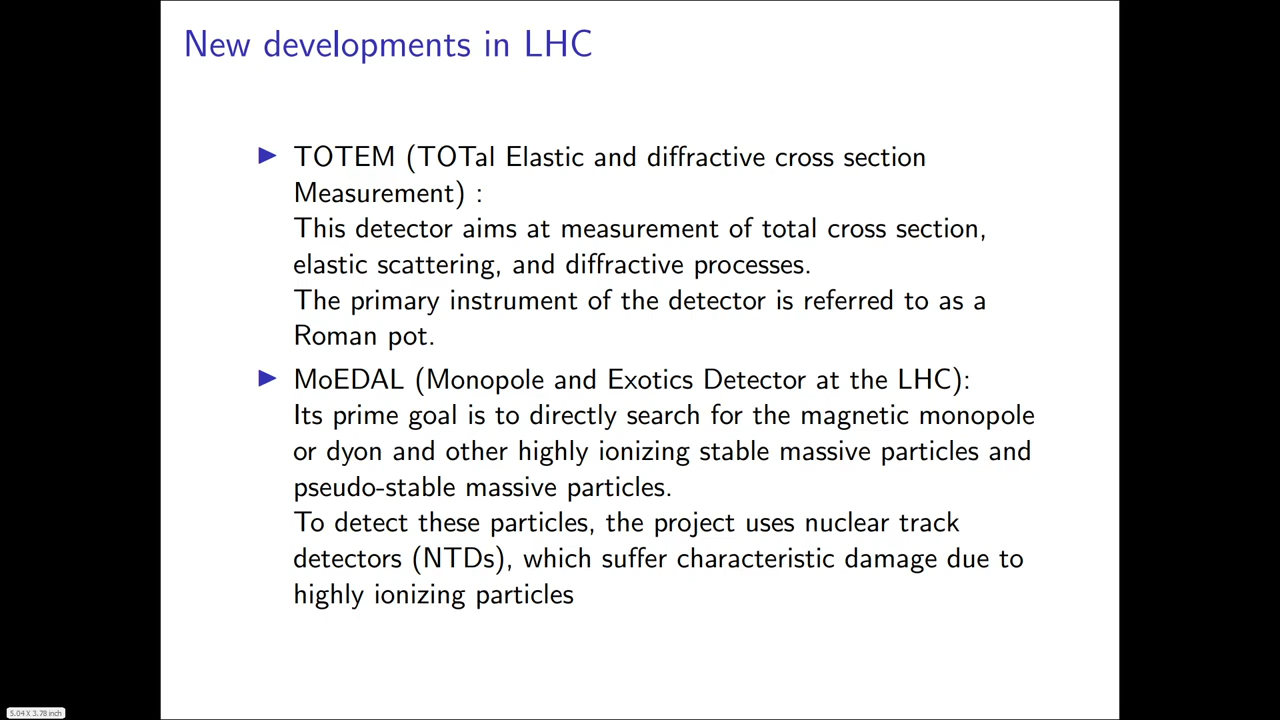 New developments in LHC
TOTEM (TOTal Elastic and diffractive cross section
Measurement) :
This detector aims at measurement of total cross section,
elastic scattering, and diffractive processes.
The primary instrument of the detector is referred to as a
Roman pot.
MoEDAL (Monopole and Exotics Detector at the LHC):
Its prime goal is to directly search for the magnetic monopole
or dyon and other highly ionizing stable massive particles and
pseudo-stable massive particles.
To detect these particles, the project uses nuclear track
detectors (NTDs), which suffer characteristic damage due to
highly ionizing particles
5.04 X 3.78 inch